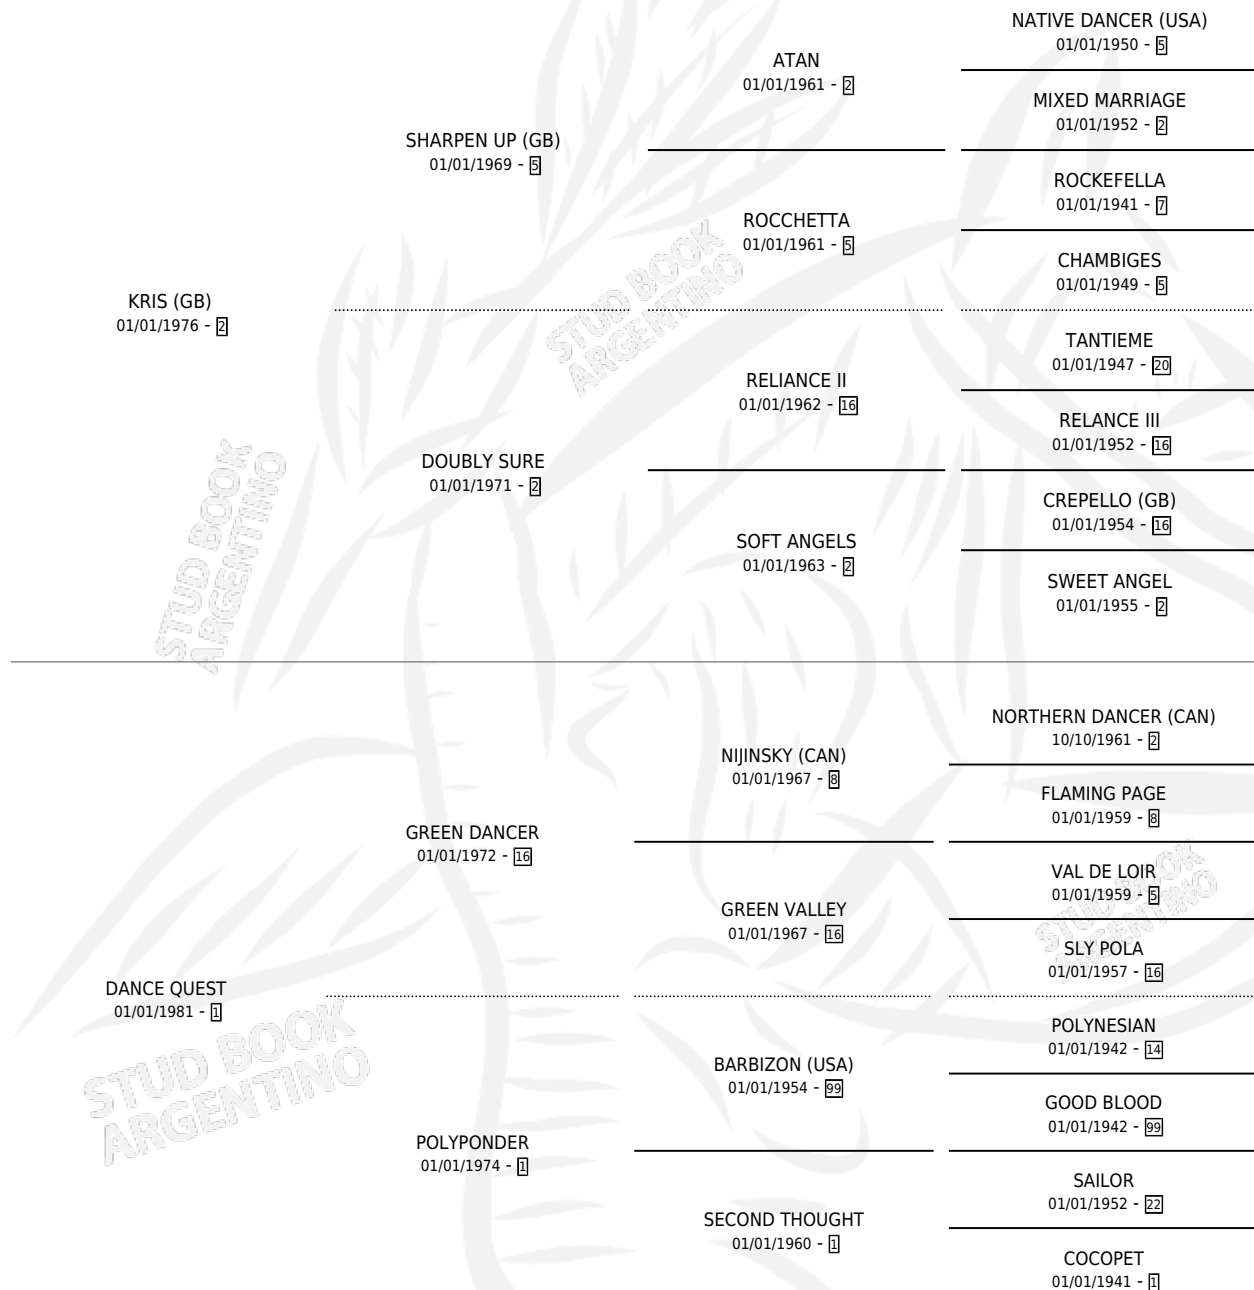 NATIVE DANCER (USA)
01/01/1950 - 5
ATAN
01/01/1961 - 2
MIXED MARRIAGE
01/01/1952 - 2
SHARPEN UP (GB)
01/01/1969 - 5
ROCKEFELLA
01/01/1941 - 7
ROCCHETTA
01/01/1961 - 5
CHAMBIGES
01/01/1949 - 5
KRIS (GB)
01/01/1976 - 2
STUD BOOK
ARGENTINO
TANTIEME
01/01/1947 - 20
RELIANCE II
01/01/1962 - 16
RELANCE III
01/01/1952 - 16
DOUBLY SURE
01/01/1971 - 2
CREPELLO (GB)
01/01/1954 - 16
SOFT ANGELS
01/01/1963 - 2
SWEET ANGEL
01/01/1955 - 2
STUD BOOK
ARGENTINO
NORTHERN DANCER (CAN)
10/10/1961 - 2
NIJINSKY (CAN)
01/01/1967 - 8
FLAMING PAGE
01/01/1959 - 8
GREEN DANCER
01/01/1972 - 16
VAL DE LOIR
01/01/1959 - 5
GREEN VALLEY
01/01/1967 - 16
STUD BOOK
ARGENTINO
SLY POLA
01/01/1957 - 16
DANCE QUEST
01/01/1981 - 1
STUD BOOK
ARGENTINO
POLYNESIAN
01/01/1942 - 14
BARBIZON (USA)
01/01/1954 - 99
GOOD BLOOD
01/01/1942 - 99
POLYPONDER
01/01/1974 - 1
SAILOR
01/01/1952 - 22
SECOND THOUGHT
01/01/1960 - 1
COCOPET
01/01/1941 - 1